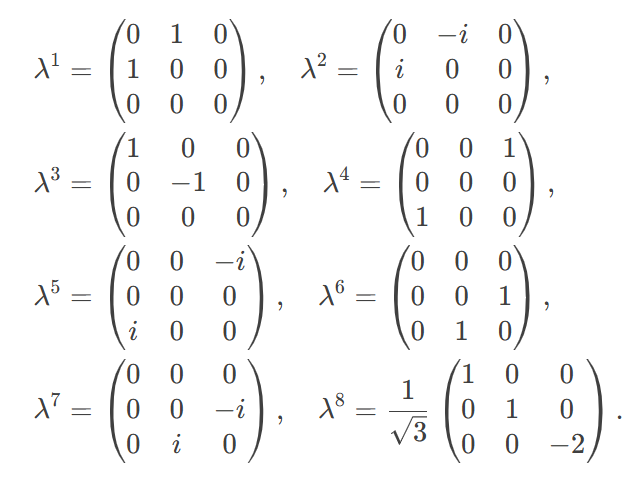 λ¹ = (0 1 0; 1 0 0; 0 0 0), λ² = (0 −i 0; i 0 0; 0 0 0),
λ³ = (1 0 0; 0 −1 0; 0 0 0), λ⁴ = (0 0 1; 0 0 0; 1 0 0),
λ⁵ = (0 0 −i; 0 0 0; i 0 0), λ⁶ = (0 0 0; 0 0 1; 0 1 0),
λ⁷ = (0 0 0; 0 0 −i; 0 i 0), λ⁸ = 1/√3 (1 0 0; 0 1 0; 0 0 −2).